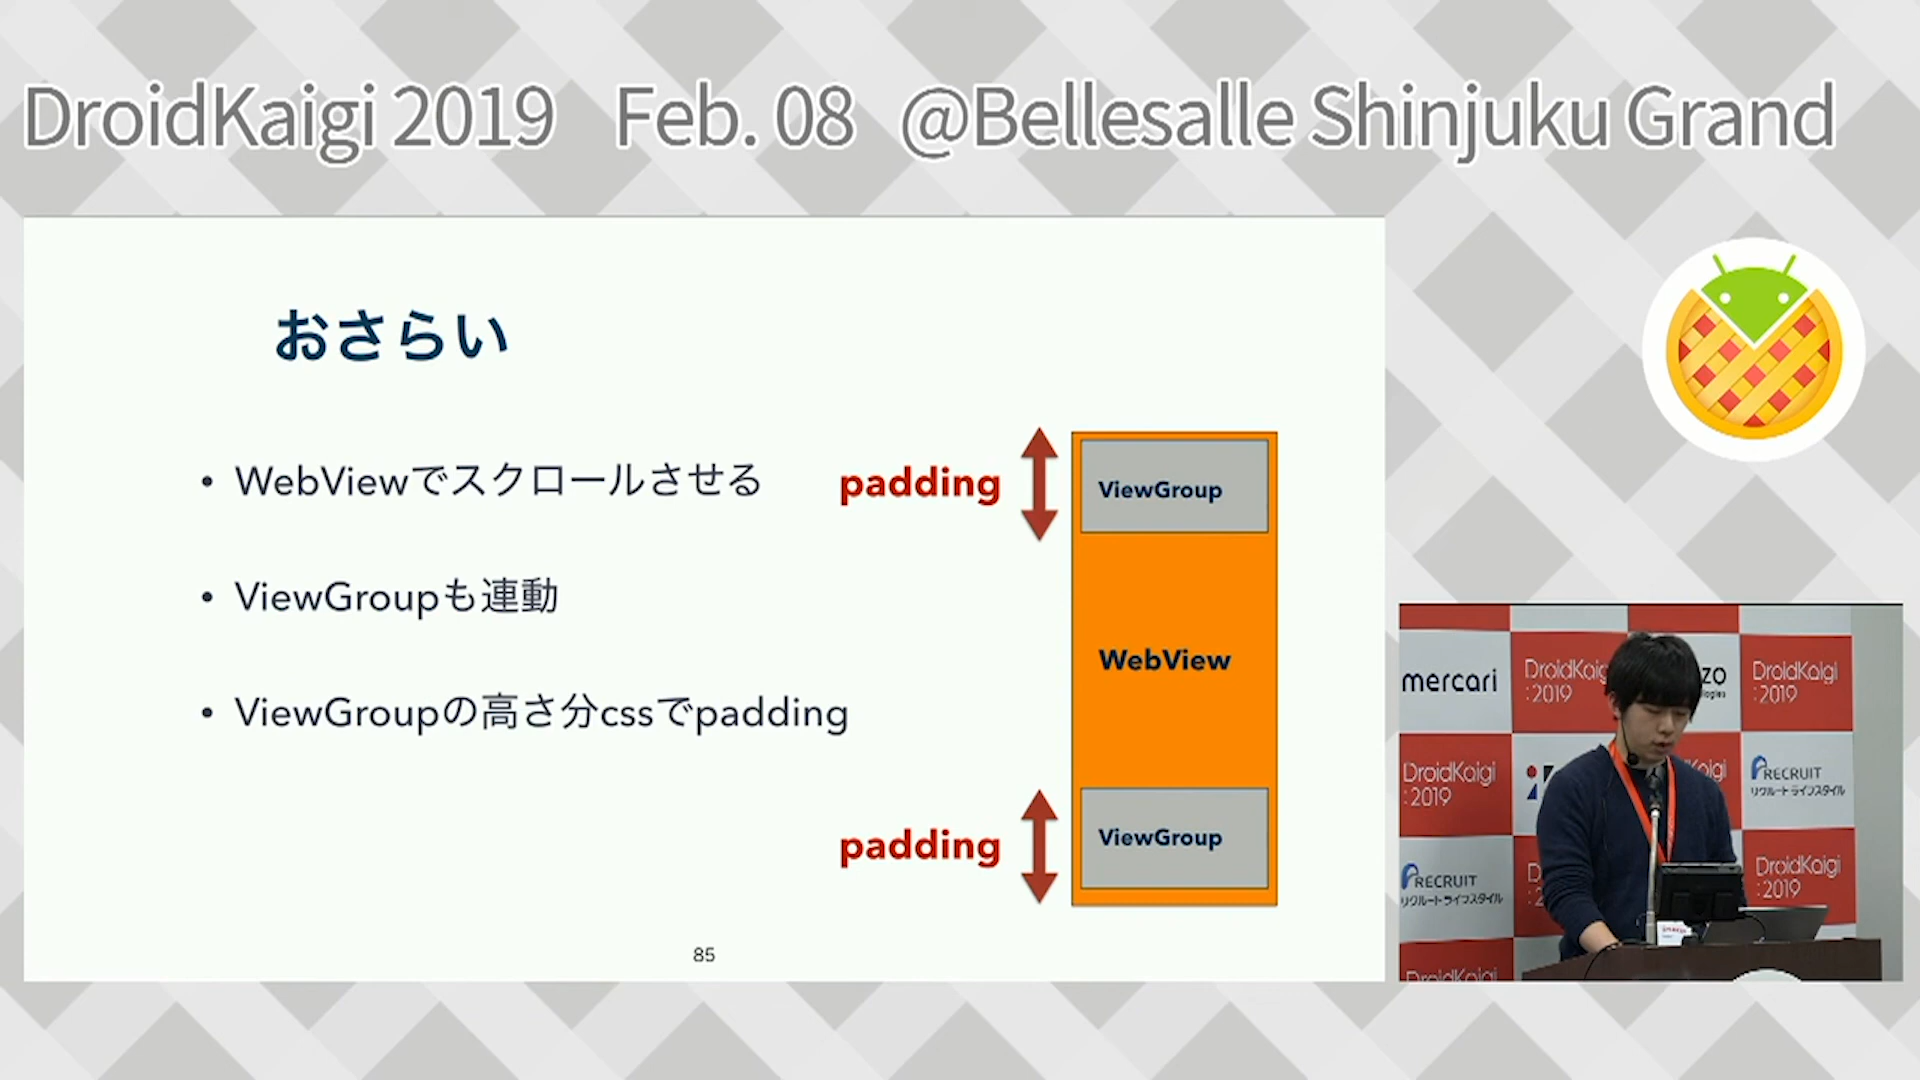 DroidKaigi 2019 Feb. 08 @Bellesalle Shinjuku Grand
おさらい
• WebViewでスクロールさせる
• ViewGroupも連動
• ViewGroupの高さ分cssでpadding
padding
ViewGroup
WebView
padding
ViewGroup
85
mercari
DroidKaig
:2019
zo
DroidKaigi
:2019
DroidKaigi
:2019
RECRUIT
リクルートライフスタイル
RECRUIT
リクルートライフスタイル
DroidKaigi
:2019
DroidKaigi